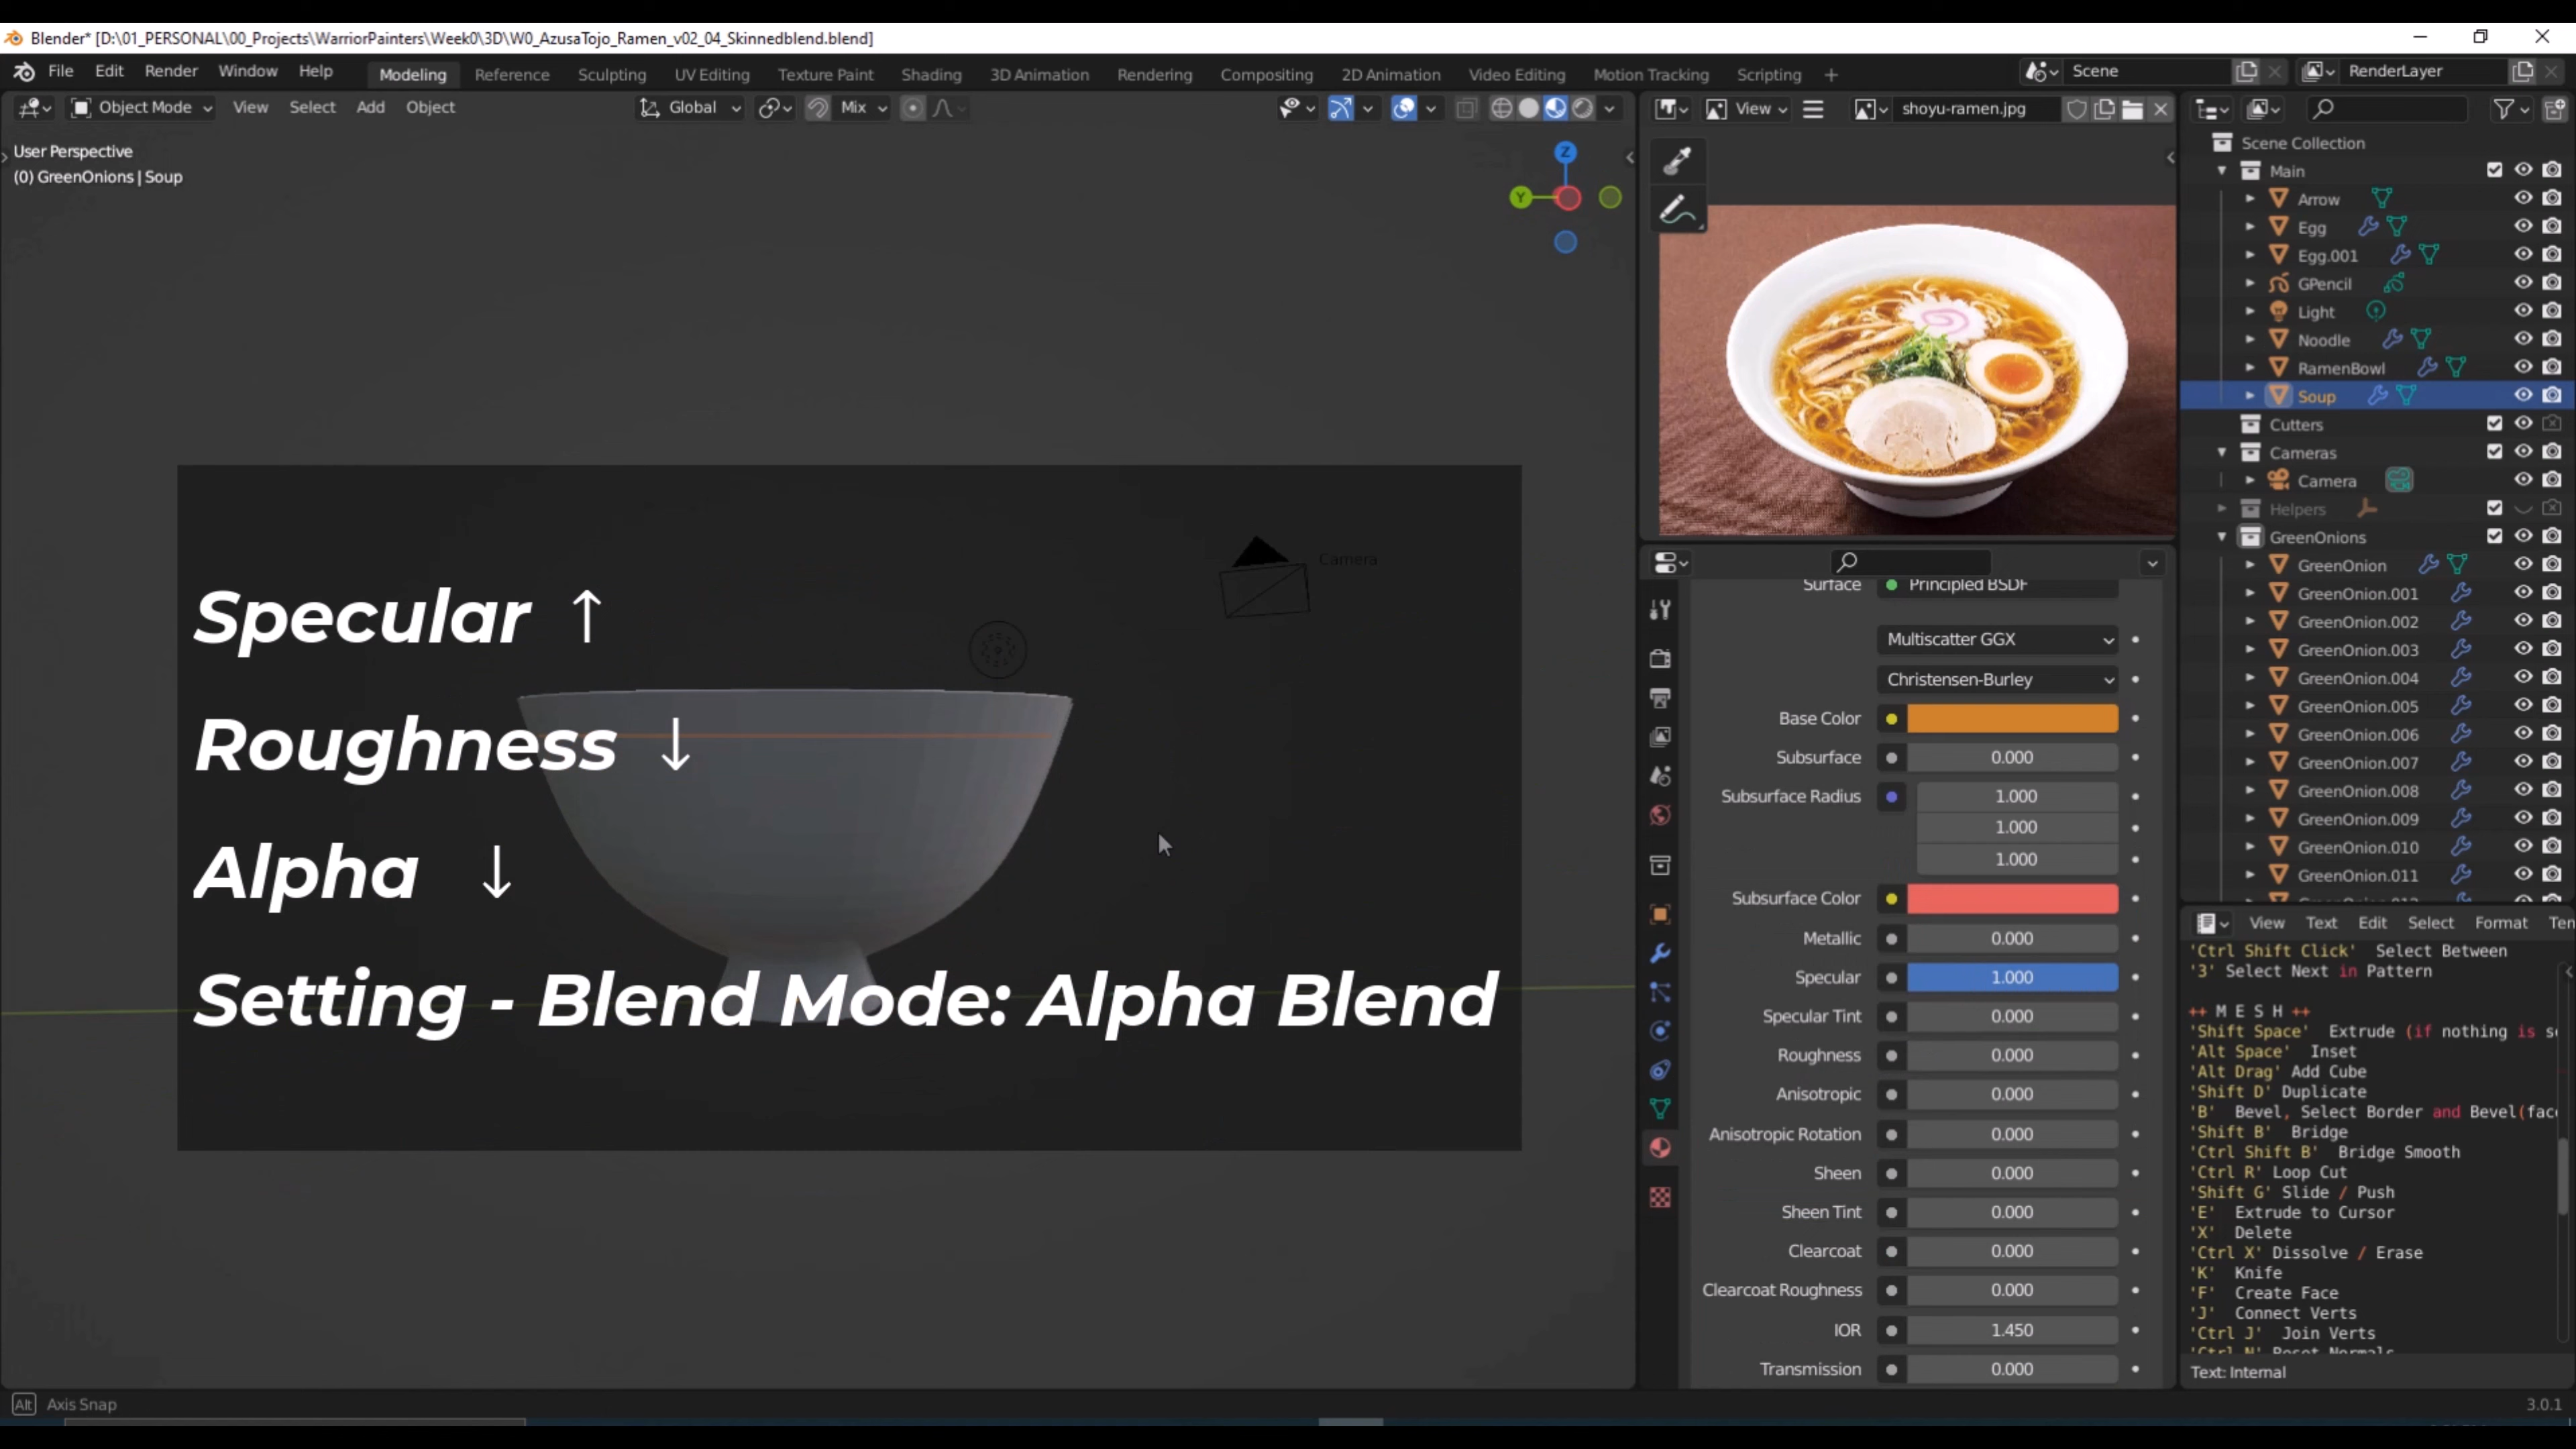 Blender* [D:\01_PERSONAL\00_Projects\WarriorPainters\Week0\3D\W0_AzusaTojo_Ramen_v02_04_Skinnedblend.blend]
File Edit Render Window Help Modeling Reference Sculpting UV Editing Texture Paint Shading 3D Animation Rendering Compositing 2D Animation Video Editing Motion Tracking Scripting + Scene RenderLayer
Object Mode View Select Add Object Global Mix View shoyu-ramen.jpg
User Perspective
(0) GreenOnions | Soup
Z
Y
Camera
Specular ↑
Roughness ↓
Alpha ↓
Setting - Blend Mode: Alpha Blend
Surface Principled BSDF
Multiscatter GGX
Christensen-Burley
Base Color
Subsurface 0.000
Subsurface Radius 1.000
1.000
1.000
Subsurface Color
Metallic 0.000
Specular 1.000
Specular Tint 0.000
Roughness 0.000
Anisotropic 0.000
Anisotropic Rotation 0.000
Sheen 0.000
Sheen Tint 0.000
Clearcoat 0.000
Clearcoat Roughness 0.000
IOR 1.450
Transmission 0.000
Scene Collection
Main
Arrow
Egg
Egg.001
GPencil
Light
Noodle
RamenBowl
Soup
Cutters
Cameras
Camera
Helpers
GreenOnions
GreenOnion
GreenOnion.001
GreenOnion.002
GreenOnion.003
GreenOnion.004
GreenOnion.005
GreenOnion.006
GreenOnion.007
GreenOnion.008
GreenOnion.009
GreenOnion.010
GreenOnion.011
View Text Edit Select Format Ten
'Ctrl Shift Click' Select Between
'3' Select Next in Pattern
++ M E S H ++
'Shift Space' Extrude (if nothing is s
'Alt Space' Inset
'Alt Drag' Add Cube
'Shift D' Duplicate
'B' Bevel, Select Border and Bevel(fac
'Shift B' Bridge
'Ctrl Shift B' Bridge Smooth
'Ctrl R' Loop Cut
'Shift G' Slide / Push
'E' Extrude to Cursor
'X' Delete
'Ctrl X' Dissolve / Erase
'K' Knife
'F' Create Face
'J' Connect Verts
'Ctrl J' Join Verts
Text: Internal
Alt Axis Snap
3.0.1